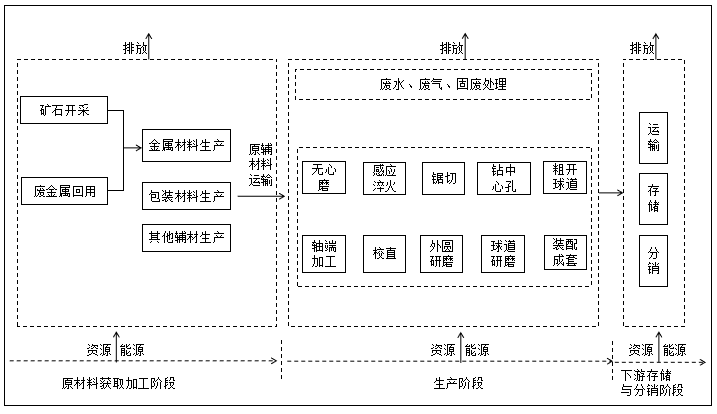 排放
排放
排放
废水、废气、固废处理
矿石开采
金属材料生产
废金属回用
包装材料生产
其他辅材生产
原辅
材料
运输
无心
磨
感应
淬火
锯切
钻中
心孔
粗开
球道
轴端
加工
校直
外圆
研磨
球道
研磨
装配
成套
运
输
存
储
分
销
资源 能源
资源 能源
资源 能源
原材料获取加工阶段
生产阶段
下游存储
与分销阶段